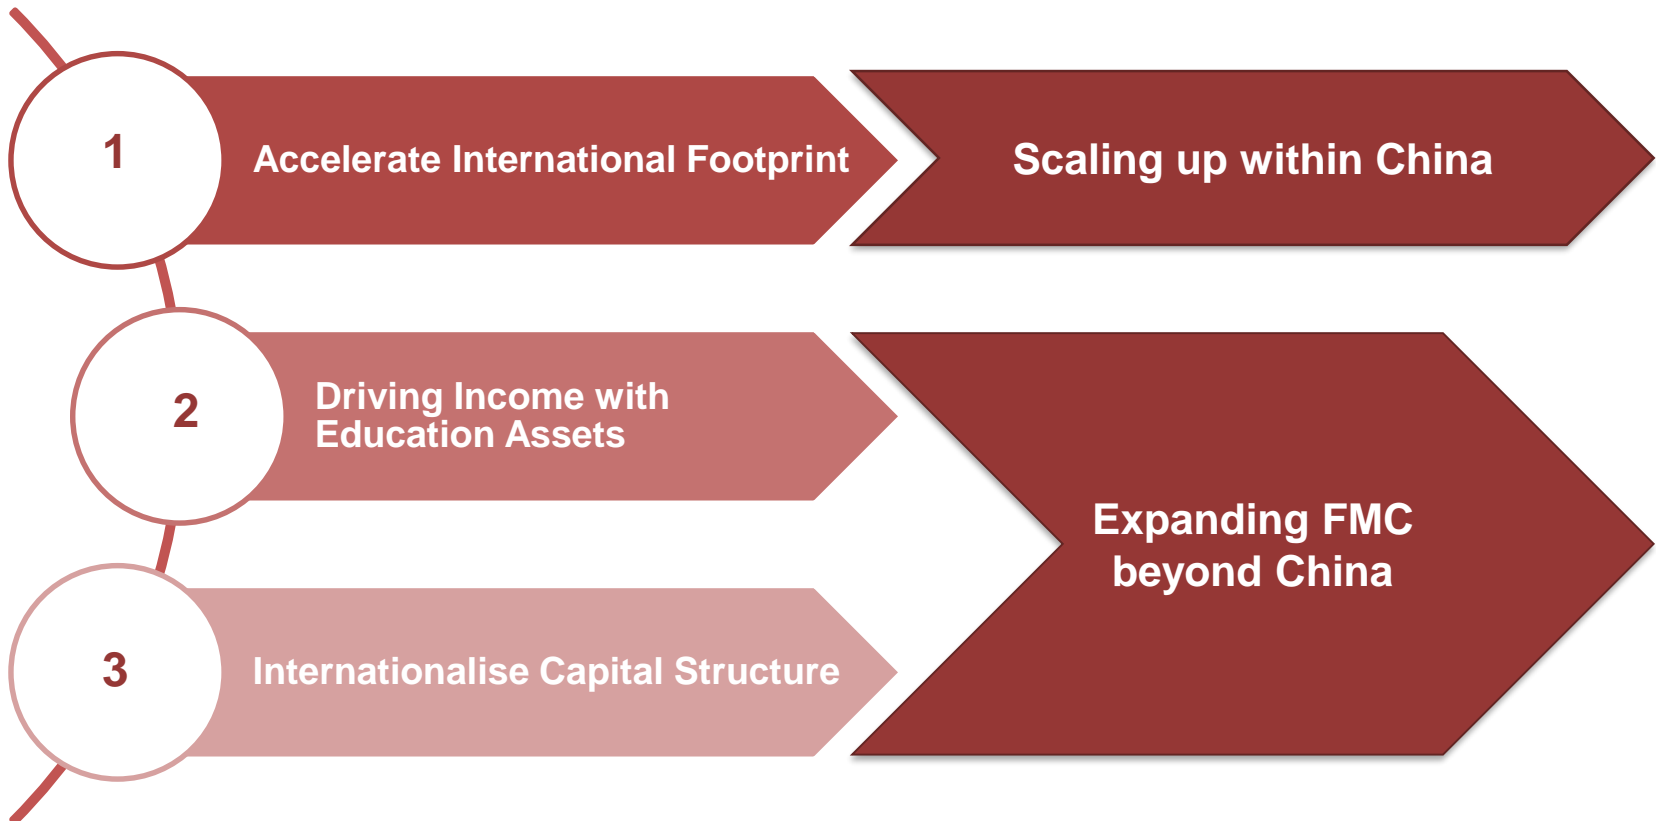 1
Accelerate International Footprint
Scaling up within China
2
Driving Income with
Education Assets
Expanding FMC
beyond China
3
Internationalise Capital Structure